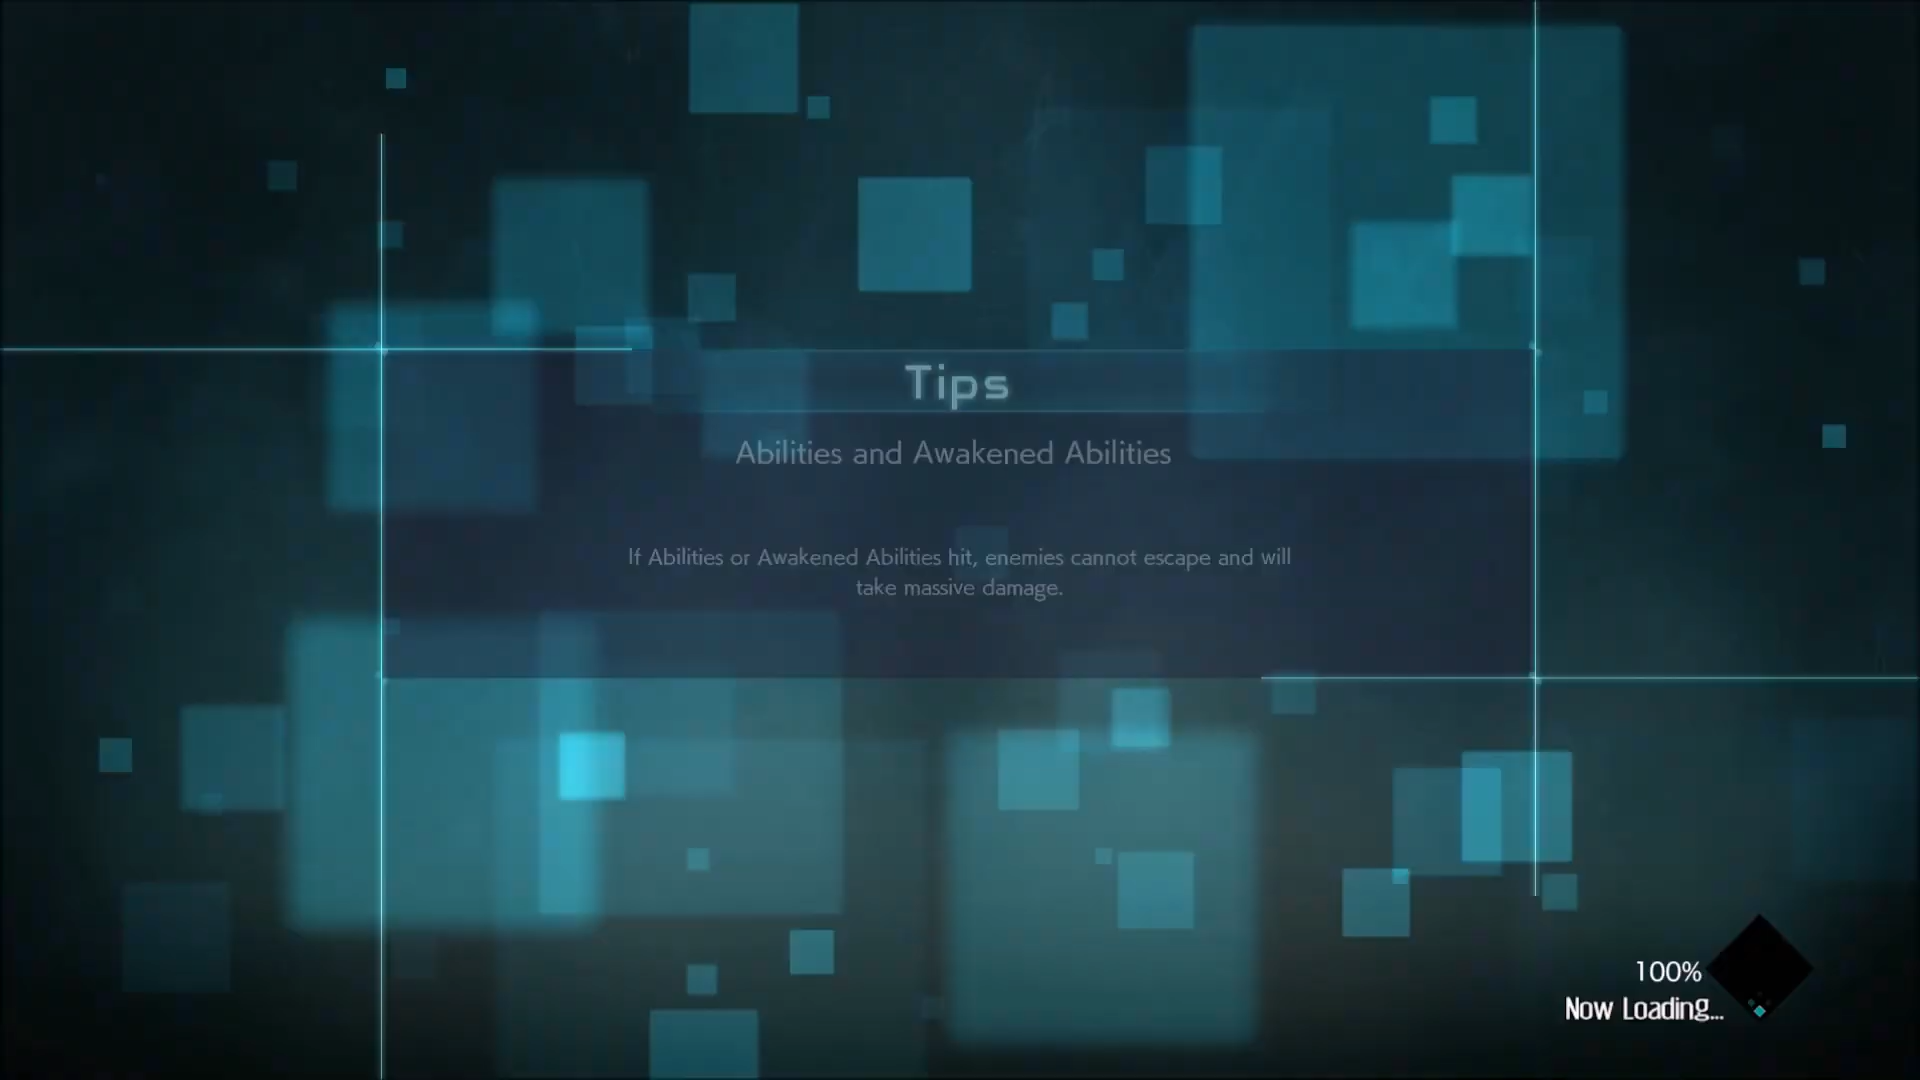 Tips
Abilities and Awakened Abilities
If Abilities or Awakened Abilities hit, enemies cannot escape and will
take massive damage.
100%
Now Loading...